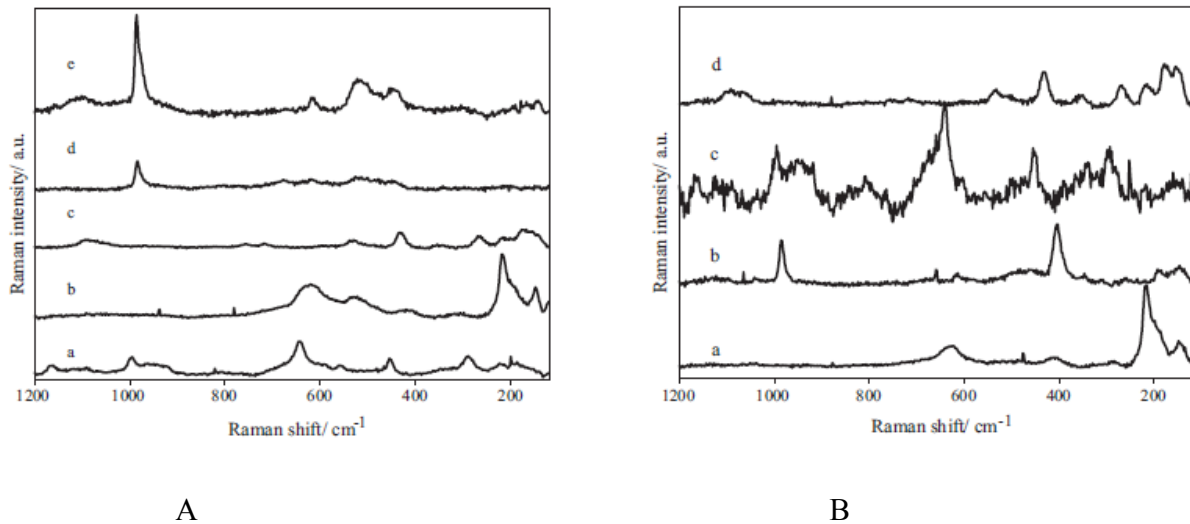 e
d
c
b
a
Raman intensity/ a.u.
1200 1000 800 600 400 200
Raman shift/ cm-1
A
d
c
b
a
Raman intensity/ a.u.
1200 1000 800 600 400 200
Raman shift/ cm-1
B